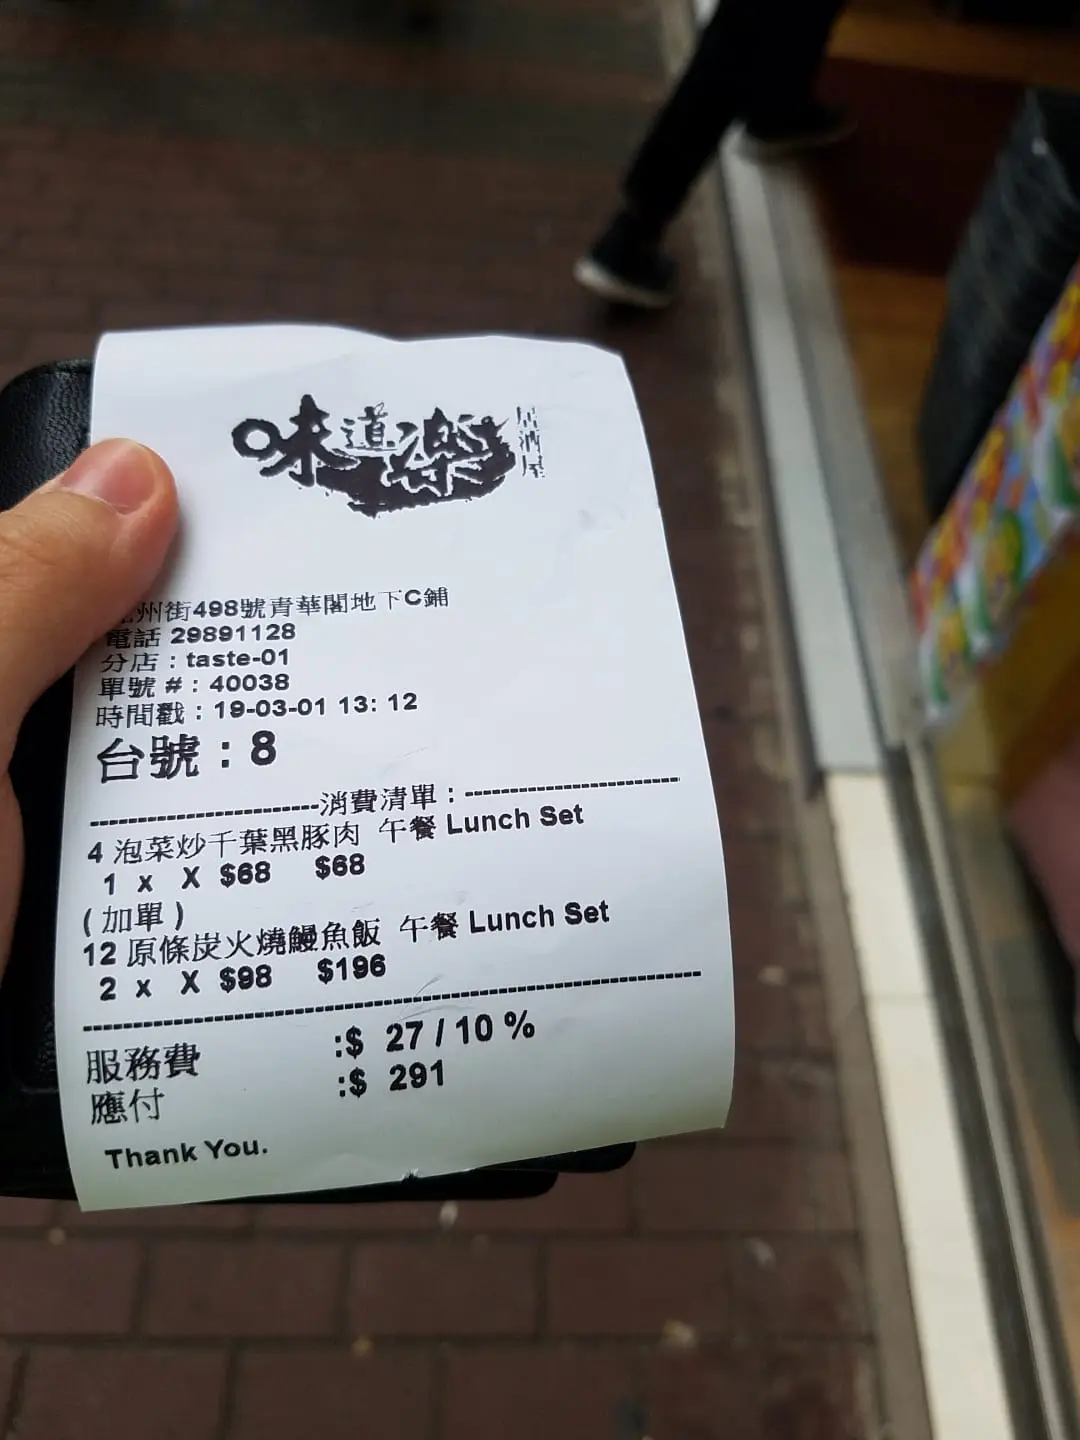 味道樂
居酒屋
州街498號青華閣地下C鋪
電話 29891128
分店 : taste-01
單號 # : 40038
時間戳 : 19-03-01 13: 12
台號 : 8
--------------------消費清單 : --------------------
4 泡菜炒千葉黑豚肉 午餐 Lunch Set
1 x X $68 $68
( 加單 )
12 原條炭火燒鰻魚飯 午餐 Lunch Set
2 x X $98 $196
服務費 :$ 27 / 10 %
應付 :$ 291
Thank You.